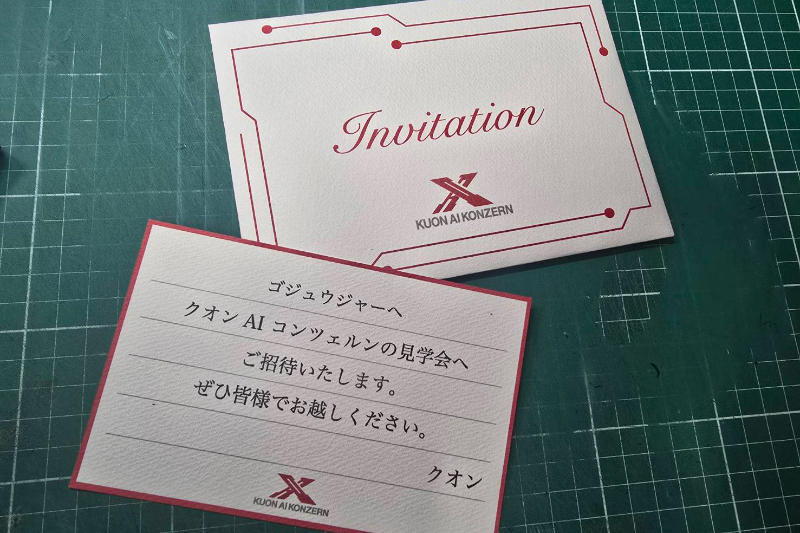 Invitation
KUON AI KONZERN
ゴジュウジャーへ
クオン AI コンツェルンの見学会へ
ご招待いたします。
ぜひ皆様でお越しください。
クオン
KUON AI KONZERN